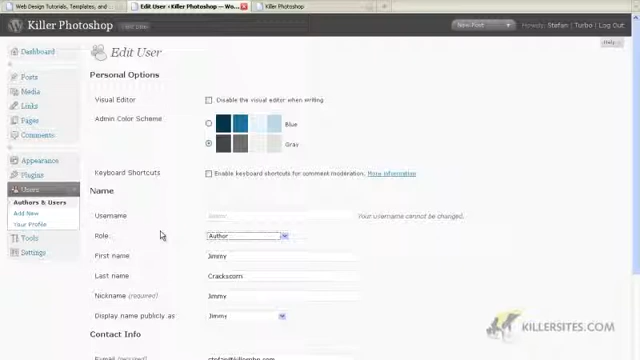 Web Design Tutorials, Templates, and
Edit User ‹ Killer Photoshop — Wo...
Killer Photoshop
Killer Photoshop
New Post
Howdy, Stefan | Turbo | Log Out
Help
Dashboard
Edit User
Posts
Personal Options
Media
Visual Editor
Disable the visual editor when writing
Links
Admin Color Scheme
Blue
Pages
Comments
Gray
Appearance
Plugins
Keyboard Shortcuts
Enable keyboard shortcuts for comment moderation. More information
Users
Name
Authors & Users
Add New
Username
Your username cannot be changed.
Your Profile
Tools
Role:
Author
Settings
First name
Jimmy
Last name
Crackscorn
Nickname (required)
Jimmy
Display name publicly as
Jimmy
KILLERSITES.COM
Contact Info
E-mail (required)